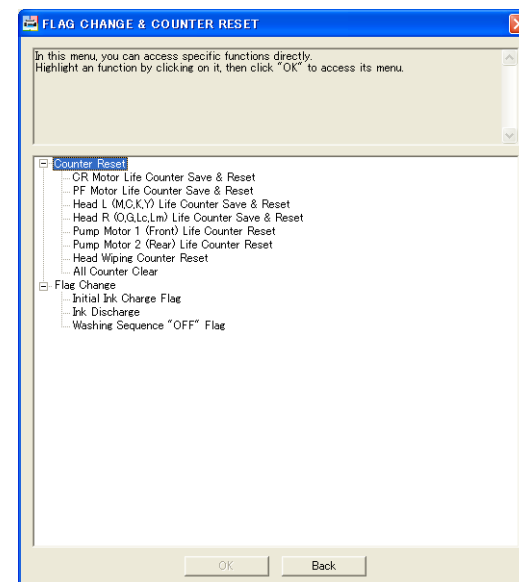 FLAG CHANGE & COUNTER RESET
In this menu, you can access specific functions directly.
Highlight an function by clicking on it, then click "OK" to access its menu.
Counter Reset
CR Motor Life Counter Save & Reset
PF Motor Life Counter Save & Reset
Head L (M,C,K,Y) Life Counter Save & Reset
Head R (O,G,Lc,Lm) Life Counter Save & Reset
Pump Motor 1 (Front) Life Counter Reset
Pump Motor 2 (Rear) Life Counter Reset
Head Wiping Counter Reset
All Counter Clear
Flag Change
Initial Ink Charge Flag
Ink Discharge
Washing Sequence "OFF" Flag
OK
Back